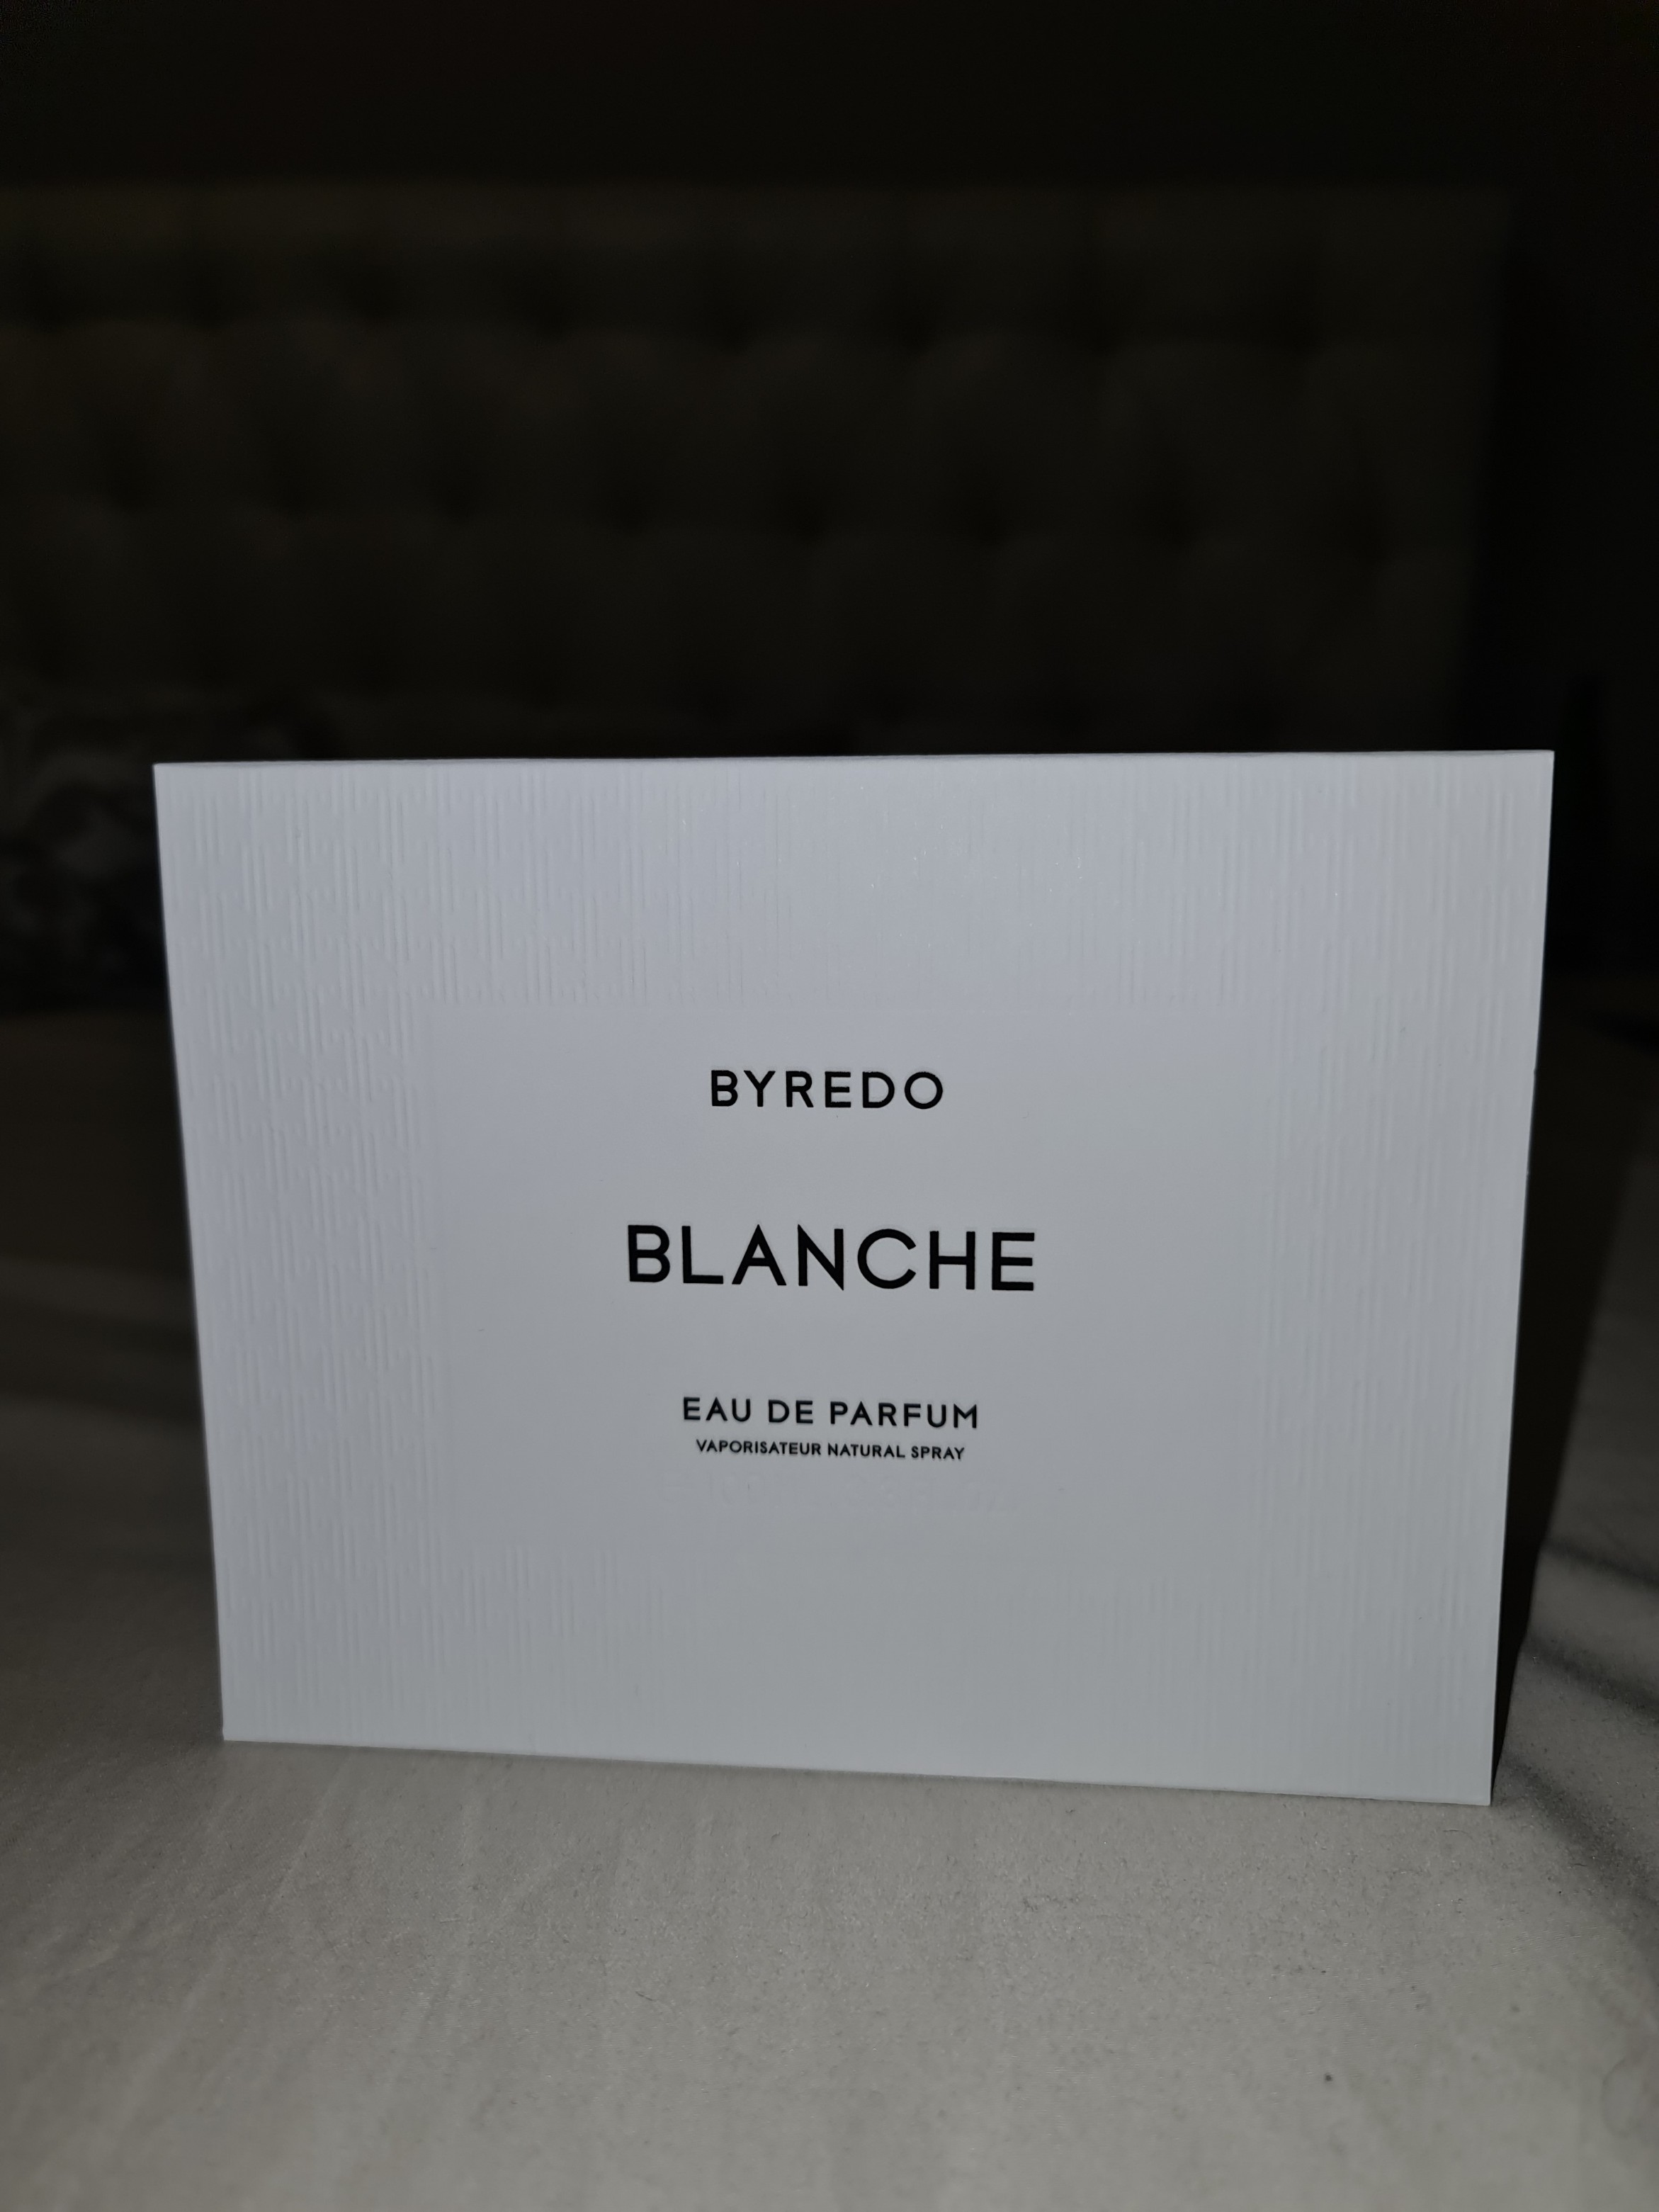 BYREDO
BLANCHE
EAU DE PARFUM
VAPORISATEUR NATURAL SPRAY